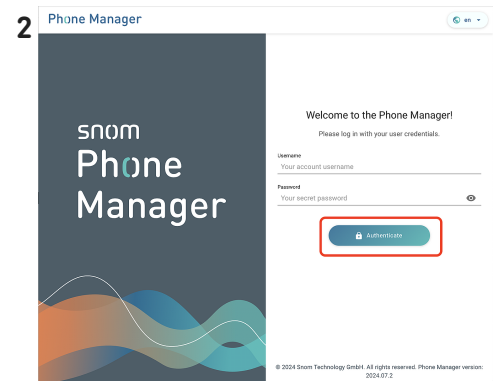 2
Phone Manager
en
snom
Phone
Manager
Welcome to the Phone Manager!
Please log in with your user credentials.
Username
Your account username
Password
Your secret password
Authenticate
© 2024 Snom Technology GmbH. All rights reserved. Phone Manager version:
2024.07.2